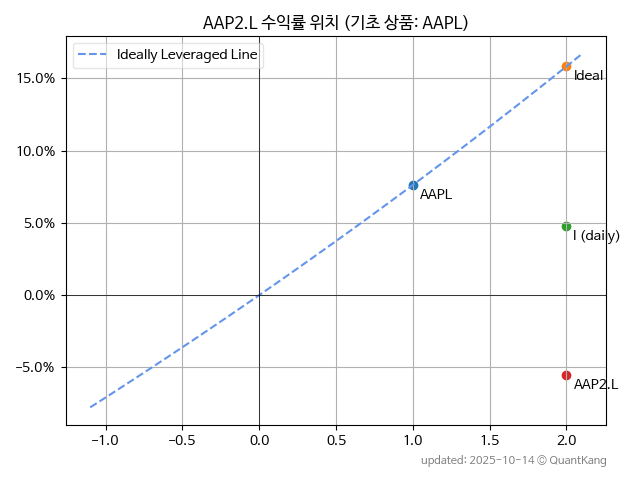 AAP2.L 수익률 위치 (기초 상품: AAPL)
Ideally Leveraged Line
15.0%
10.0%
5.0%
0.0%
−5.0%
Ideal
AAPL
I (daily)
AAP2.L
−1.0 −0.5 0.0 0.5 1.0 1.5 2.0
updated: 2025-10-14 © QuantKang